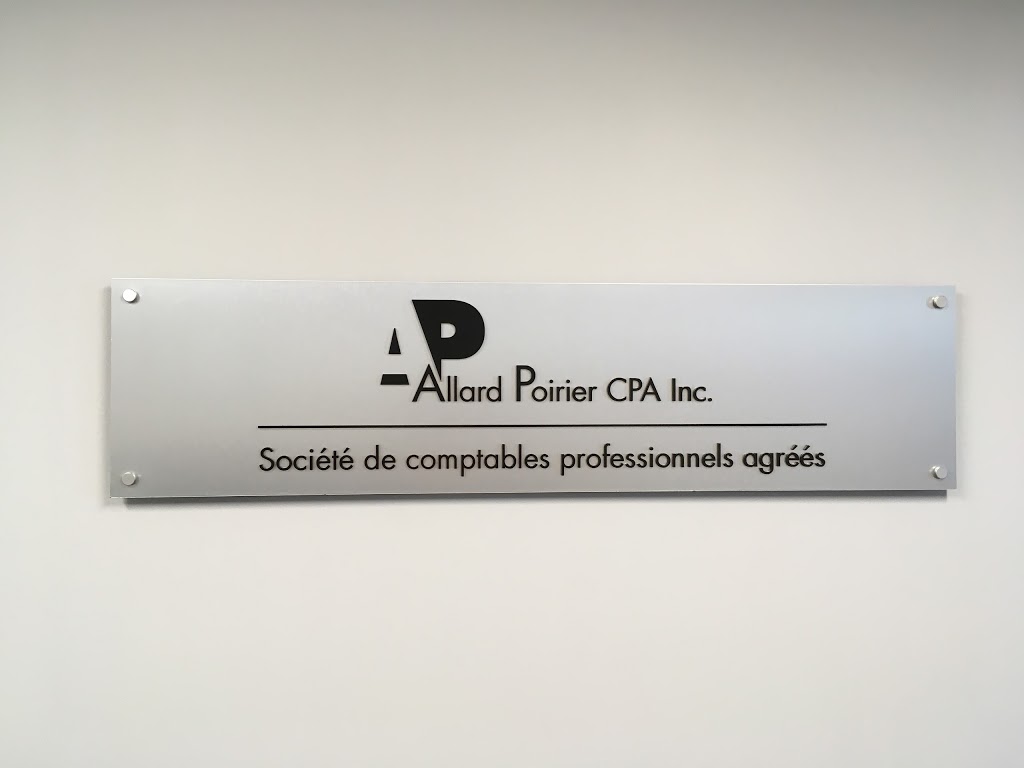 AP
Allard Poirier CPA Inc.
Société de comptables professionnels agréés